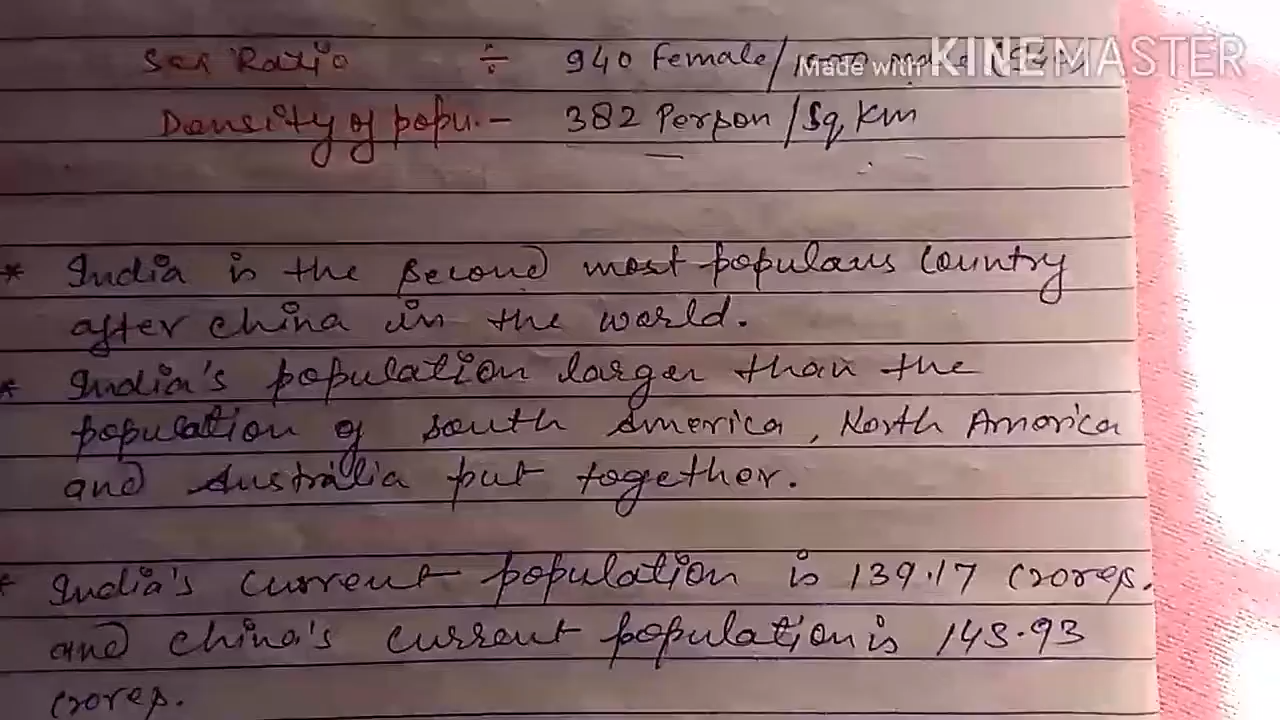 Sex Ratio ÷ 940 Female/
Made with KINEMASTER
Density of popu.- 382 Person/Sq, Km
* India is the second most populaus Country
after china in the world.
* India's population larger than the
population of south America, North America
and Australia put together.
* India's current population is 139.17 crores.
and china's current population is 143.93
crores.